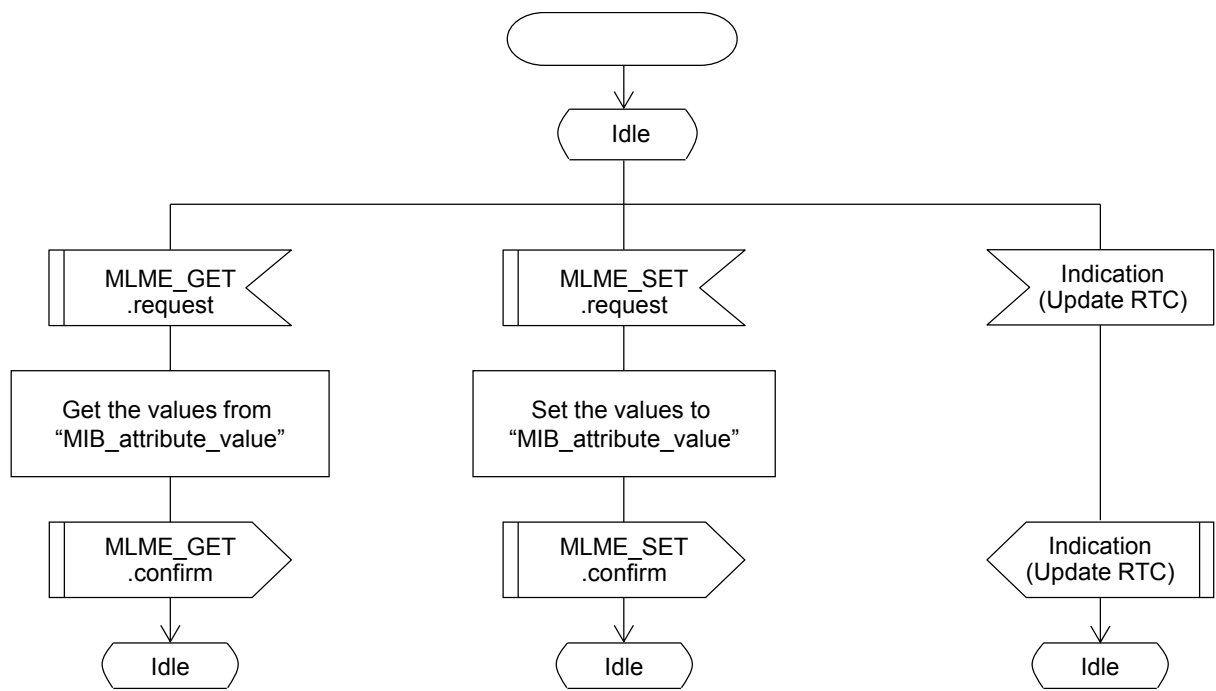 Idle
MLME_GET
.request
MLME_SET
.request
Indication
(Update RTC)
Get the values from
“MIB_attribute_value”
Set the values to
“MIB_attribute_value”
MLME_GET
.confirm
MLME_SET
.confirm
Indication
(Update RTC)
Idle
Idle
Idle